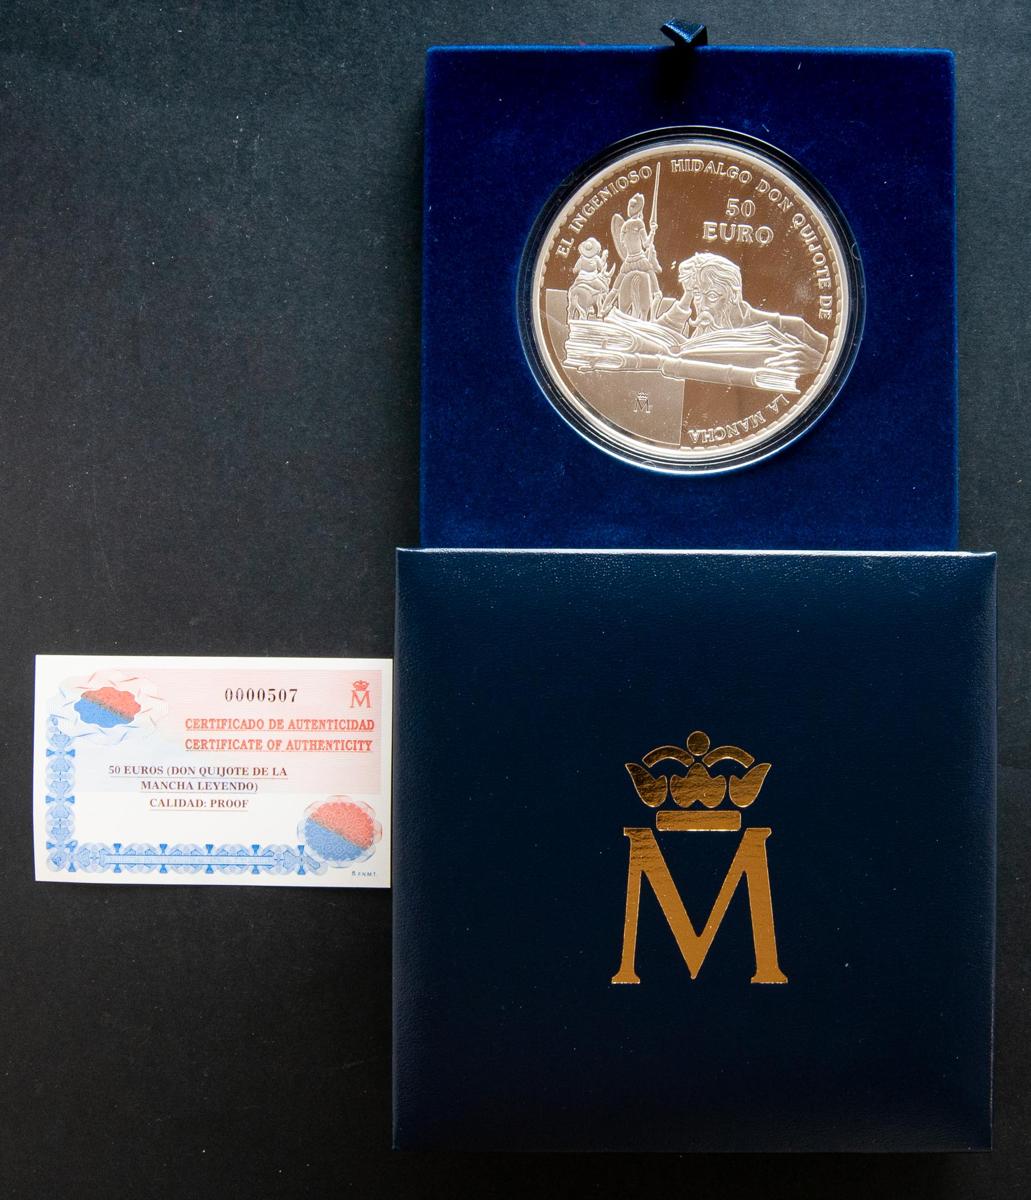 EL INGENIOSO HIDALGO DON QUIJOTE DE LA MANCHA
50
EURO
M
0000507
M
CERTIFICADO DE AUTENTICIDAD
CERTIFICATE OF AUTHENTICITY
50 EUROS (DON QUIJOTE DE LA
MANCHA LEYENDO)
CALIDAD: PROOF
F.N.M.T.
M